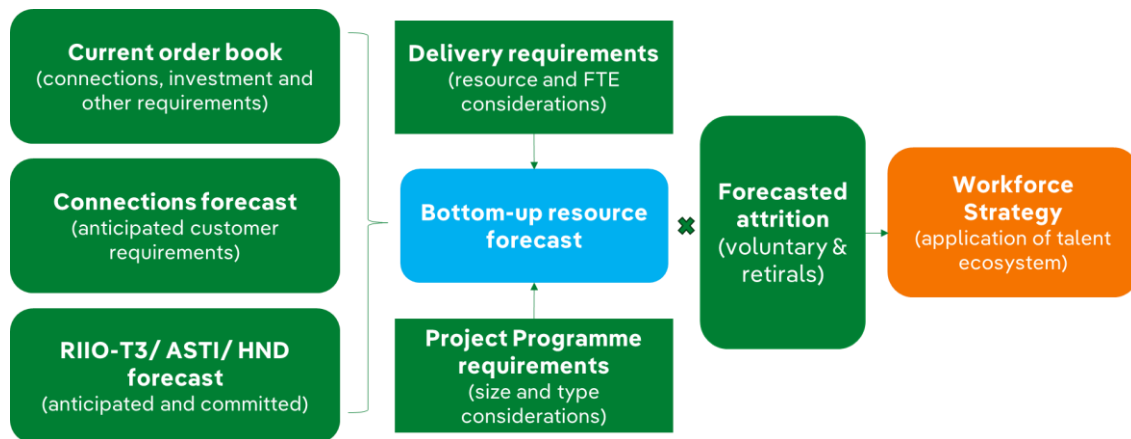 Current order book
(connections, investment and
other requirements)
Connections forecast
(anticipated customer
requirements)
RIIO-T3/ ASTI/ HND
forecast
(anticipated and committed)
Delivery requirements
(resource and FTE
considerations)
Bottom-up resource
forecast
Project Programme
requirements
(size and type
considerations)
Forecasted
attrition
(voluntary &
retirals)
Workforce
Strategy
(application of talent
ecosystem)